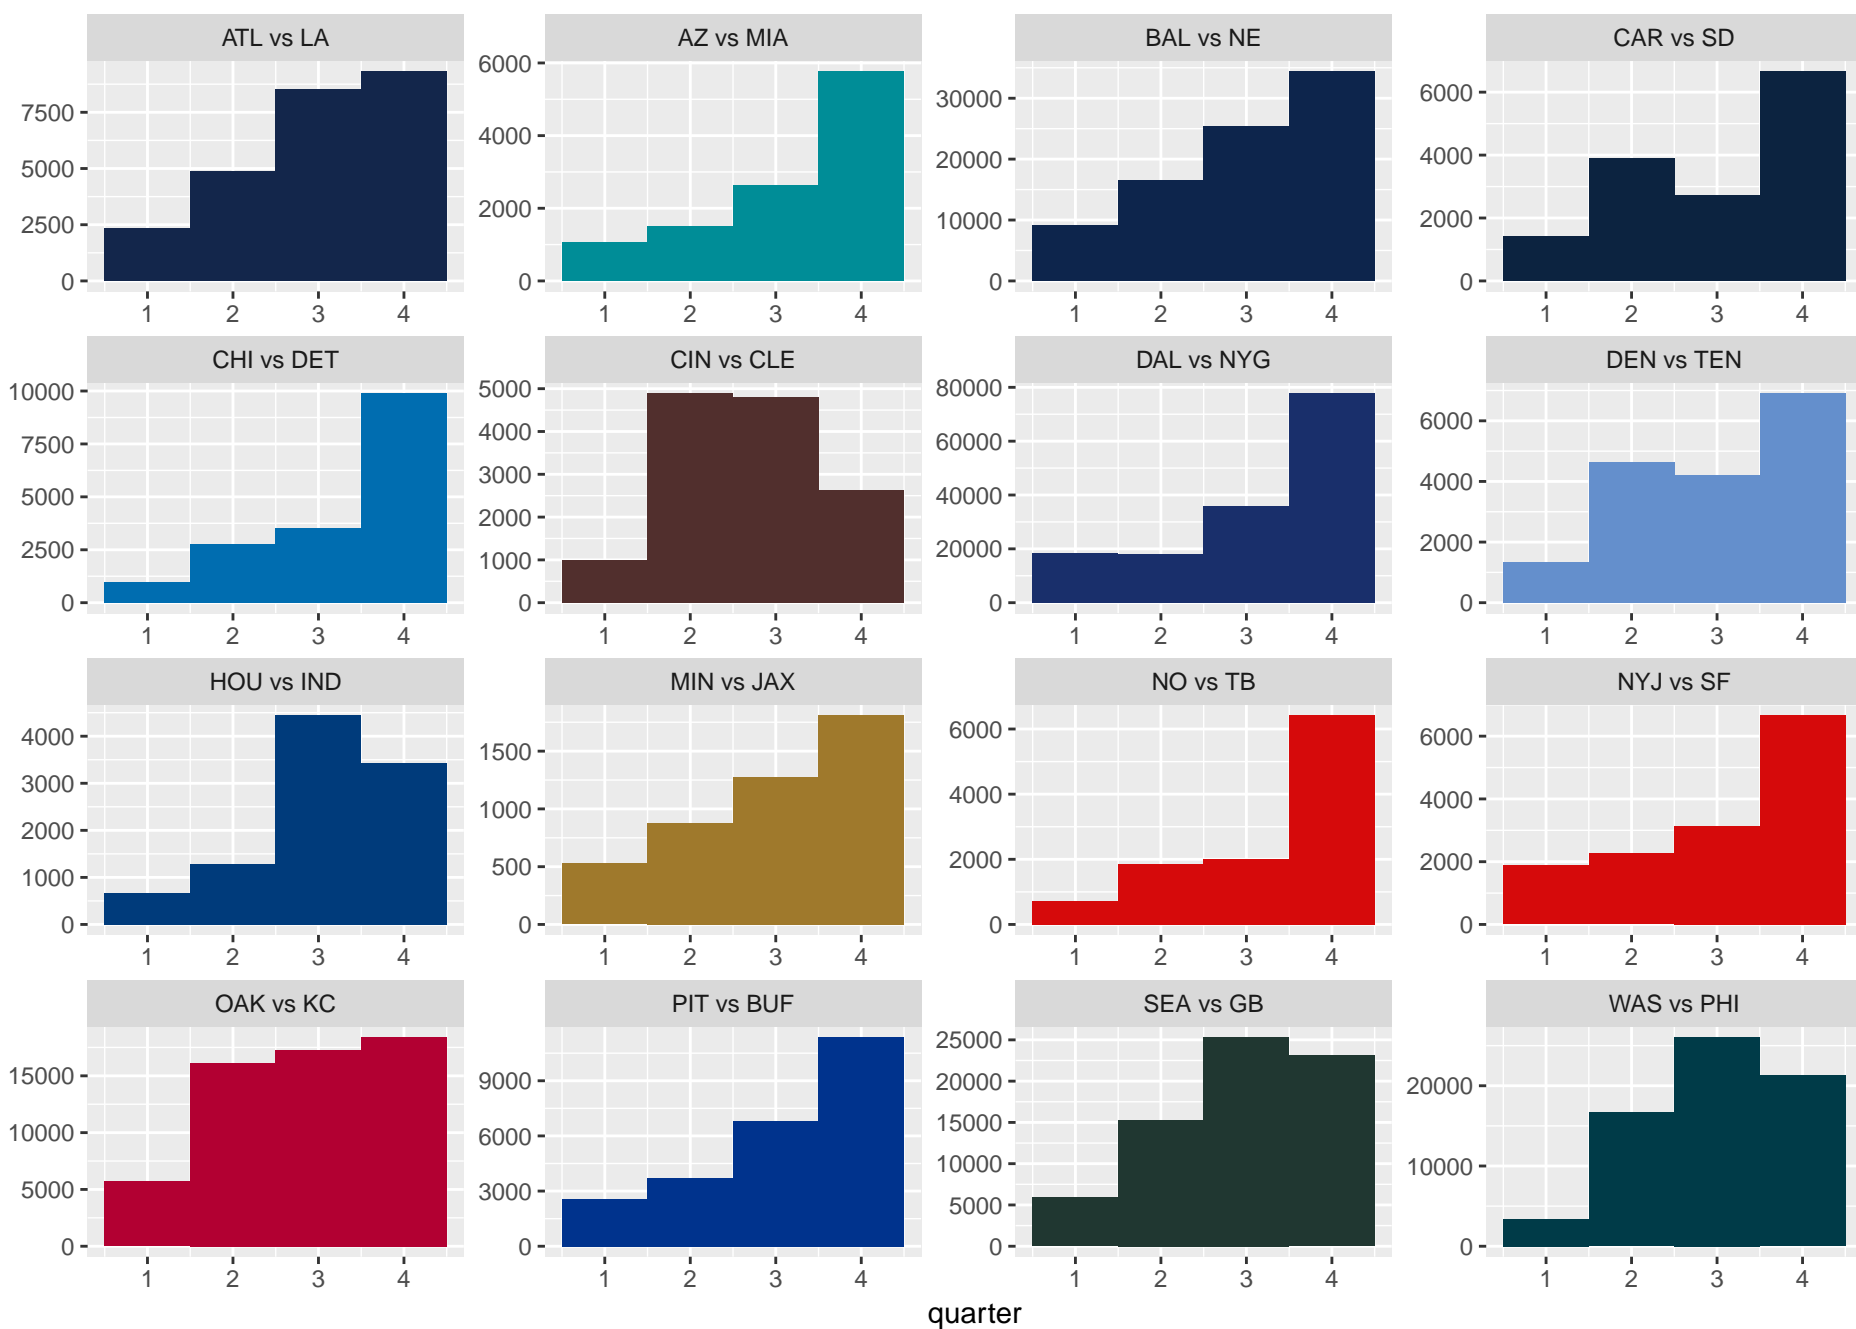 ATL vs LA
7500
5000
2500
0
1 2 3 4
AZ vs MIA
6000
4000
2000
0
1 2 3 4
BAL vs NE
30000
20000
10000
0
1 2 3 4
CAR vs SD
6000
4000
2000
0
1 2 3 4
CHI vs DET
10000
7500
5000
2500
0
1 2 3 4
CIN vs CLE
5000
4000
3000
2000
1000
0
1 2 3 4
DAL vs NYG
80000
60000
40000
20000
0
1 2 3 4
DEN vs TEN
6000
4000
2000
0
1 2 3 4
HOU vs IND
4000
3000
2000
1000
0
1 2 3 4
MIN vs JAX
1500
1000
500
0
1 2 3 4
NO vs TB
6000
4000
2000
0
1 2 3 4
NYJ vs SF
6000
4000
2000
0
1 2 3 4
OAK vs KC
15000
10000
5000
0
1 2 3 4
PIT vs BUF
9000
6000
3000
0
1 2 3 4
SEA vs GB
25000
20000
15000
10000
5000
0
1 2 3 4
WAS vs PHI
20000
10000
0
1 2 3 4
quarter